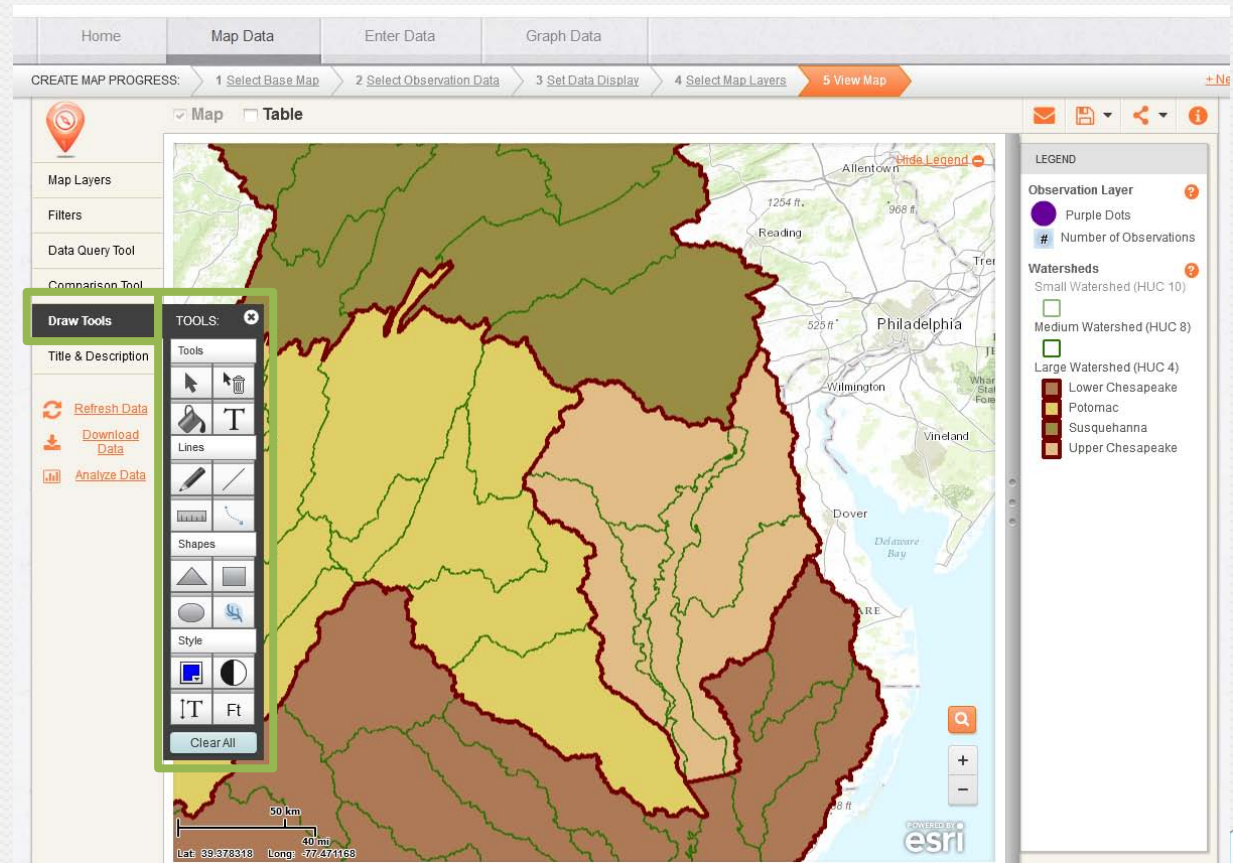 Home
Map Data
Enter Data
Graph Data
CREATE MAP PROGRESS:
1 Select Base Map
2 Select Observation Data
3 Set Data Display
4 Select Map Layers
5 View Map
Map
Table
Map Layers
Filters
Data Query Tool
Comparison Tool
Draw Tools
Title & Description
Refresh Data
Download
Data
Analyze Data
TOOLS:
Tools
T
Lines
Shapes
Style
T Ft
Clear All
Hide Legend
Allentown
1254 ft.
968 ft.
Reading
525 ft
Philadelphia
Wilmington
Vineland
Dover
Delaware
Bay
50 km
40 mi
Lat: 39.378318 Long: -77.471168
+
−
POWERED BY
esri
LEGEND
Observation Layer ?
Purple Dots
# Number of Observations
Watersheds ?
Small Watershed (HUC 10)
Medium Watershed (HUC 8)
Large Watershed (HUC 4)
Lower Chesapeake
Potomac
Susquehanna
Upper Chesapeake